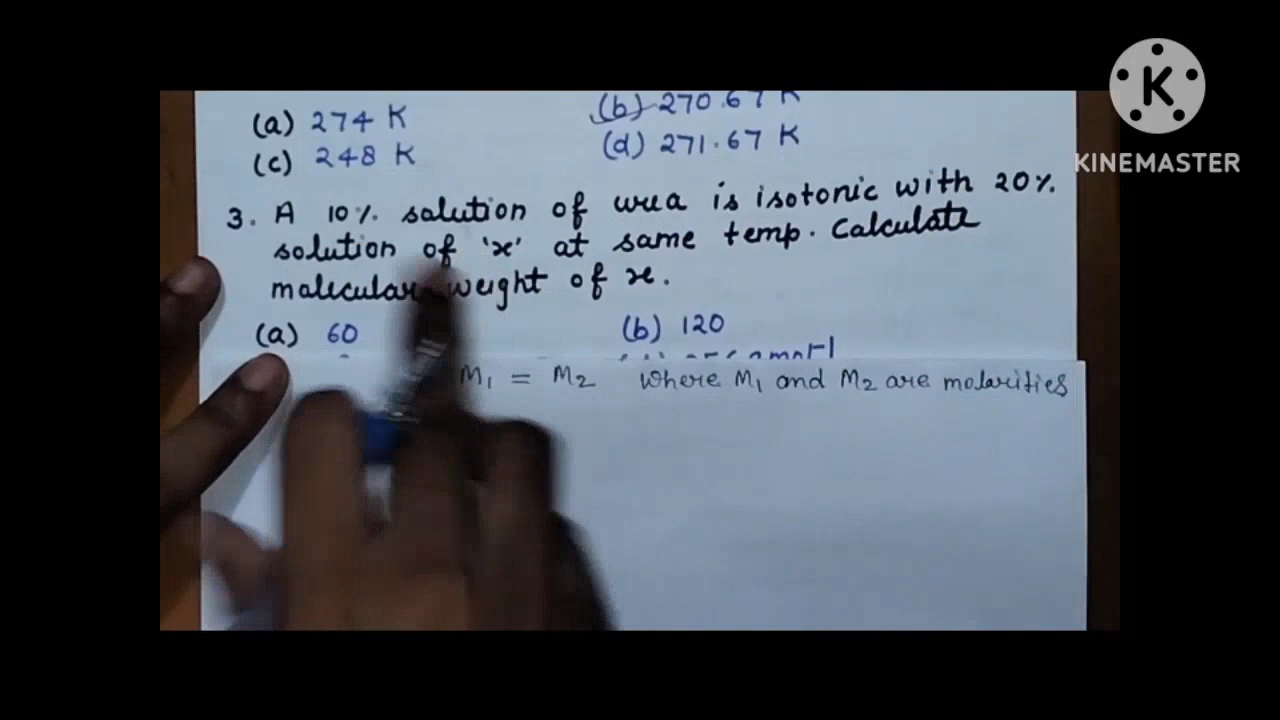 (a) 274 K (b) 270.67 K
(c) 248 K (d) 271.67 K
K
KINEMASTER
3. A 10% solution of urea is isotonic with 20%
solution of 'x' at same temp. Calculate
molecular weight of x.
(a) 60 (b) 120
M₁ = M₂ where M₁ and M₂ are molarities